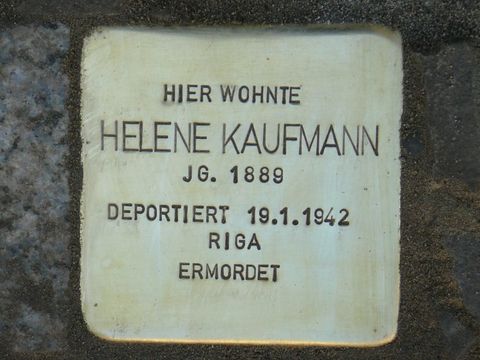 HIER WOHNTE
HELENE KAUFMANN
JG. 1889
DEPORTIERT 19.1.1942
RIGA
ERMORDET